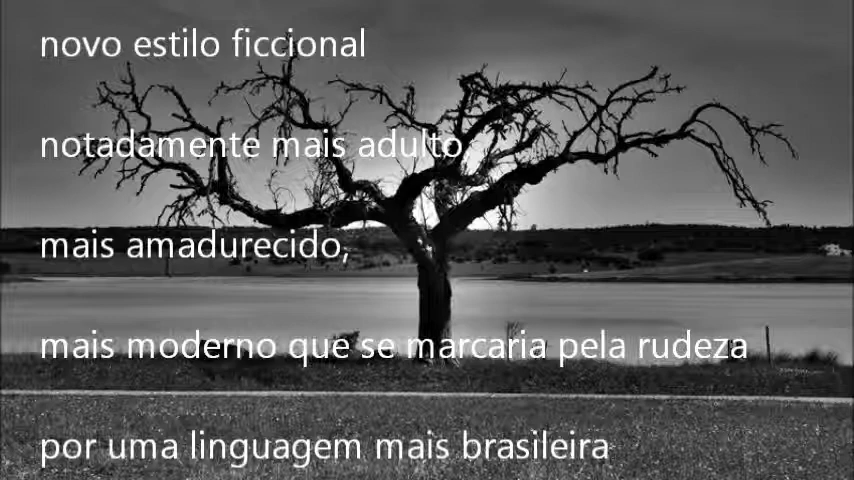 novo estilo ficcional
notadamente mais adulto
mais amadurecido,
mais moderno que se marcaria pela rudeza
por uma linguagem mais brasileira